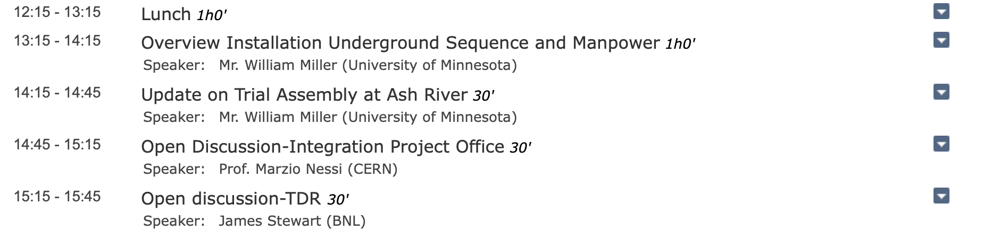 12:15 - 13:15 Lunch 1h0'
13:15 - 14:15 Overview Installation Underground Sequence and Manpower 1h0'
Speaker: Mr. William Miller (University of Minnesota)
14:15 - 14:45 Update on Trial Assembly at Ash River 30'
Speaker: Mr. William Miller (University of Minnesota)
14:45 - 15:15 Open Discussion-Integration Project Office 30'
Speaker: Prof. Marzio Nessi (CERN)
15:15 - 15:45 Open discussion-TDR 30'
Speaker: James Stewart (BNL)